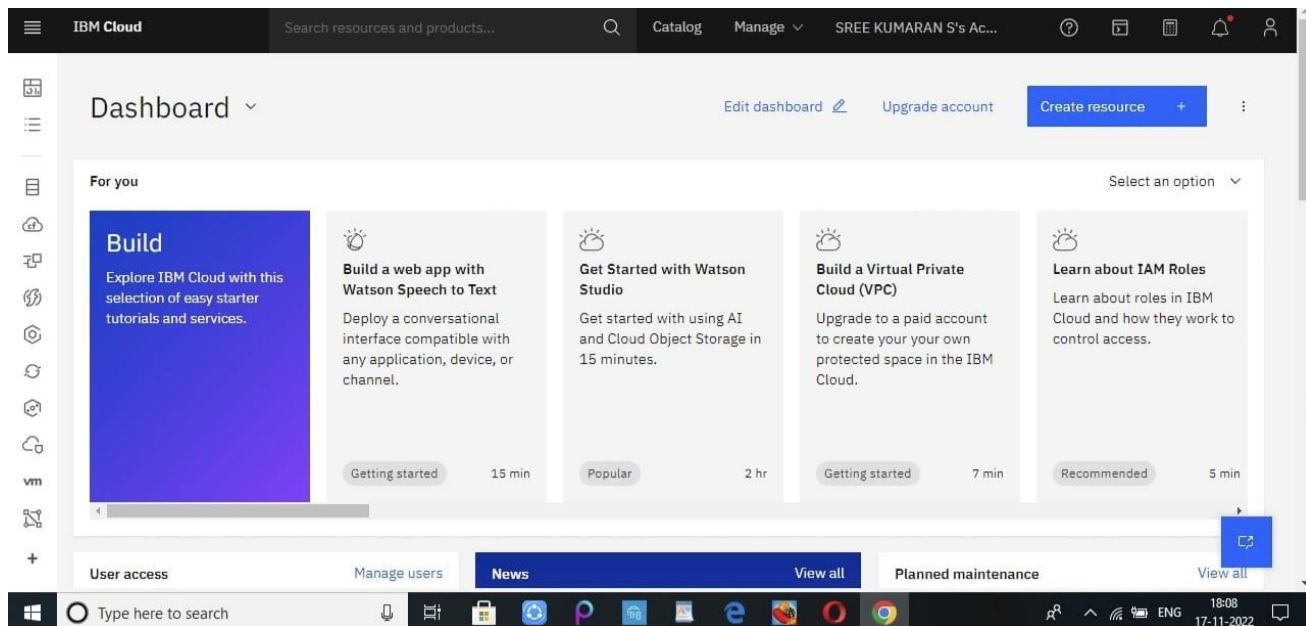 IBM Cloud
Search resources and products...
Catalog
Manage
SREE KUMARAN S's Ac...
Dashboard
Edit dashboard
Upgrade account
Create resource +
For you
Select an option
Build
Explore IBM Cloud with this
selection of easy starter
tutorials and services.
Build a web app with
Watson Speech to Text
Deploy a conversational
interface compatible with
any application, device, or
channel.
Getting started
15 min
Get Started with Watson
Studio
Get started with using AI
and Cloud Object Storage in
15 minutes.
Popular
2 hr
Build a Virtual Private
Cloud (VPC)
Upgrade to a paid account
to create your your own
protected space in the IBM
Cloud.
Getting started
7 min
Learn about IAM Roles
Learn about roles in IBM
Cloud and how they work to
control access.
Recommended
5 min
vm
User access
Manage users
News
View all
Planned maintenance
View all
Type here to search
ENG
18:08
17-11-2022